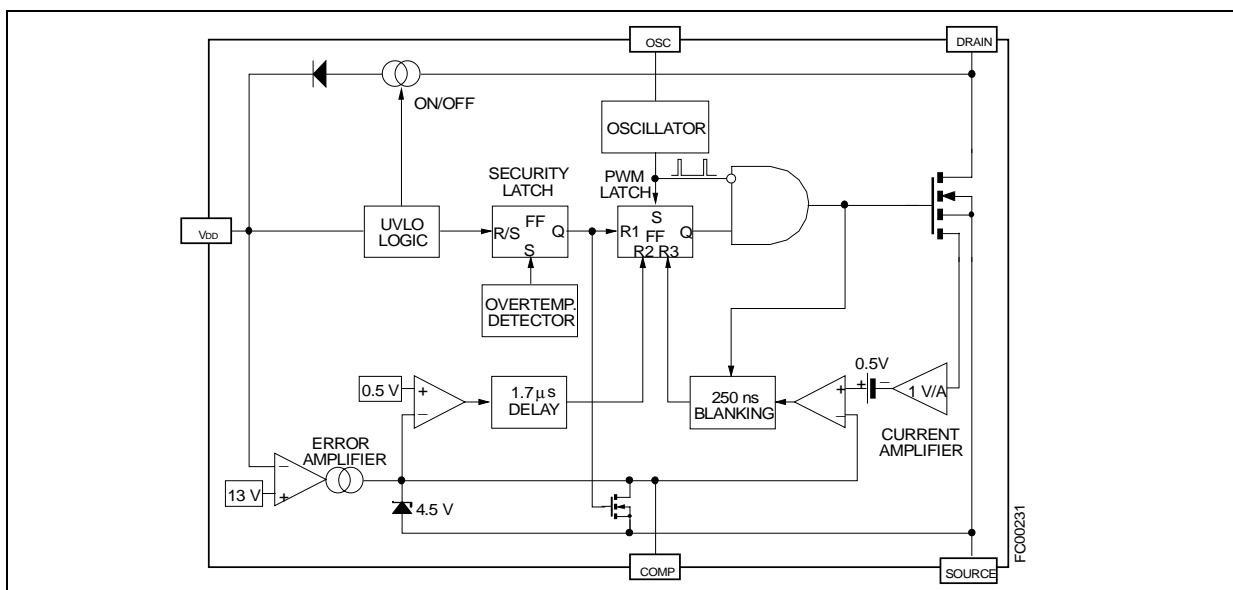 OSC
DRAIN
ON/OFF
OSCILLATOR
SECURITY
LATCH
PWM
LATCH
VDD
UVLO
LOGIC
R/S
FF
Q
S
R1
S
FF
Q
R2 R3
OVERTEMP.
DETECTOR
0.5 V
+
−
1.7 μs
DELAY
250 ns
BLANKING
+
−
0.5V
+
−
1 V/A
CURRENT
AMPLIFIER
ERROR
AMPLIFIER
−
+
13 V
4.5 V
COMP
SOURCE
FC00231